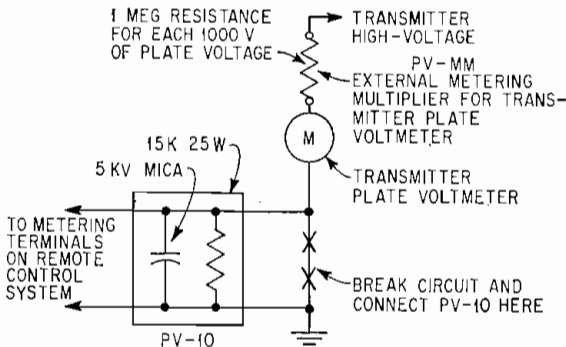 1 MEG RESISTANCE
FOR EACH 1000 V
OF PLATE VOLTAGE
TRANSMITTER
HIGH-VOLTAGE
PV-MM
EXTERNAL METERING
MULTIPLIER FOR TRANS-
MITTER PLATE
VOLTMETER
M
TRANSMITTER
PLATE VOLTMETER
15K 25W
5 KV MICA
TO METERING
TERMINALS
ON REMOTE
CONTROL
SYSTEM
BREAK CIRCUIT AND
CONNECT PV-10 HERE
PV-10